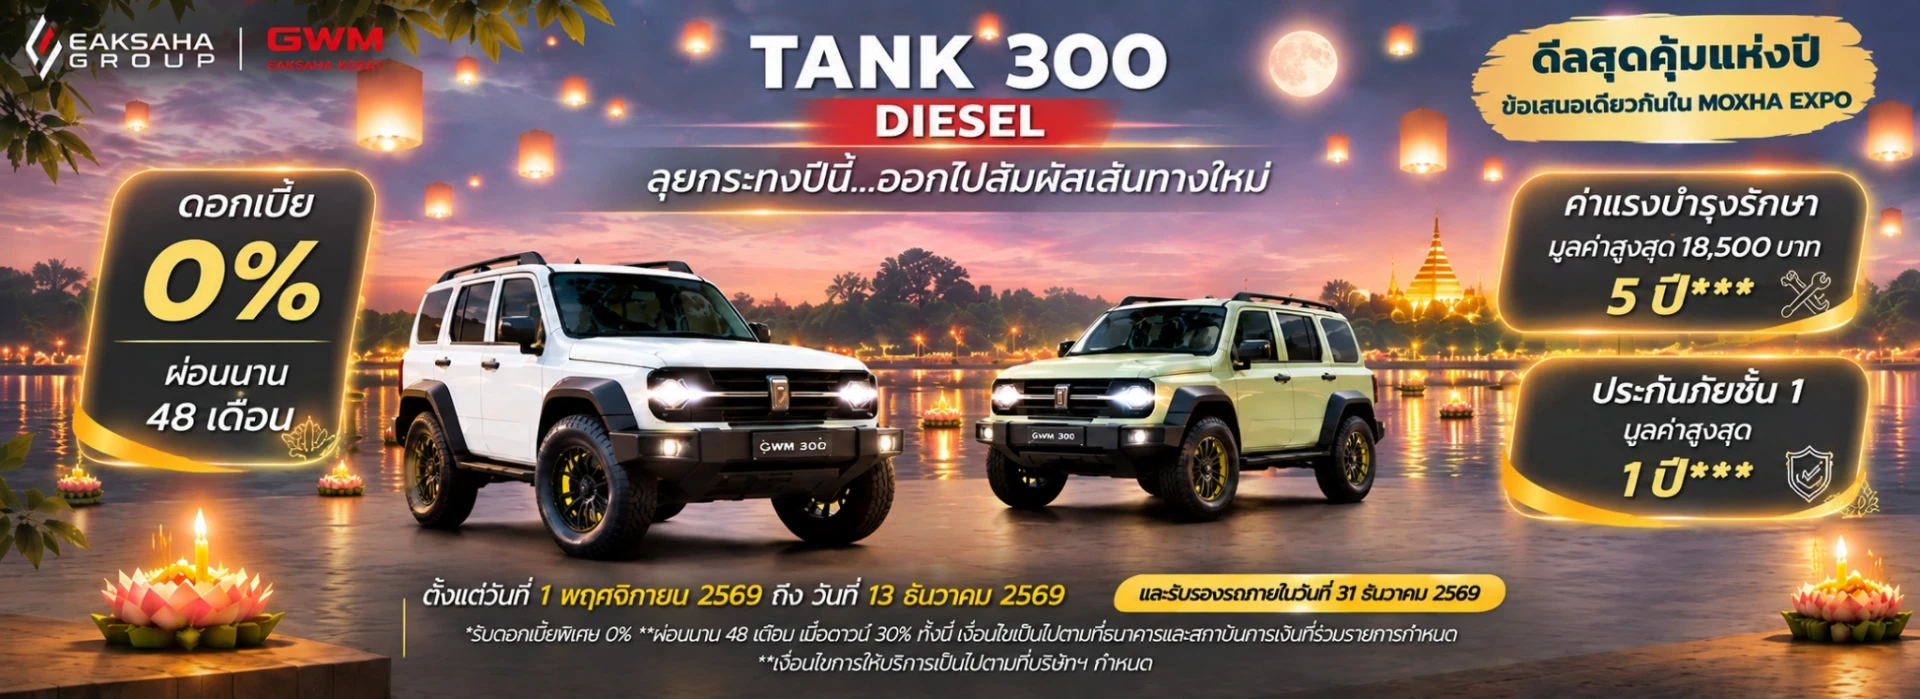 EAKSAHA
GROUP
GWM
EAKSAHA KORAT
TANK 300
DIESEL
ลุยกระทงปีนี้...ออกไปสัมผัสเส้นทางใหม่
ดีลสุดคุ้มแห่งปี
ข้อเสนอเดียวกันใน MOXHA EXPO
ดอกเบี้ย
0%
ผ่อนนาน
48 เดือน
ค่าแรงบำรุงรักษา
มูลค่าสูงสุด 18,500 บาท
5 ปี***
ประกันภัยชั้น 1
มูลค่าสูงสุด
1 ปี***
GWM 300
GWM 300
ตั้งแต่วันที่ 1 พฤศจิกายน 2569 ถึง วันที่ 13 ธันวาคม 2569
และรับรองรถภายในวันที่ 31 ธันวาคม 2569
*รับดอกเบี้ยพิเศษ 0% **ผ่อนนาน 48 เดือน เมื่อดาวน์ 30% ทั้งนี้ เงื่อนไขเป็นไปตามที่ธนาคารและสถาบันการเงินที่ร่วมรายการกำหนด
**เงื่อนไขการให้บริการเป็นไปตามที่บริษัทฯ กำหนด